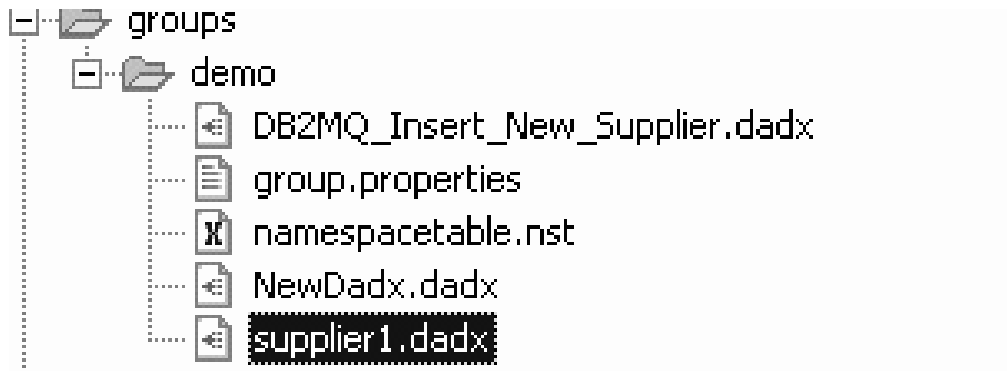 groups
demo
DB2MQ_Insert_New_Supplier.dadx
group.properties
namespacetable.nst
NewDadx.dadx
supplier1.dadx